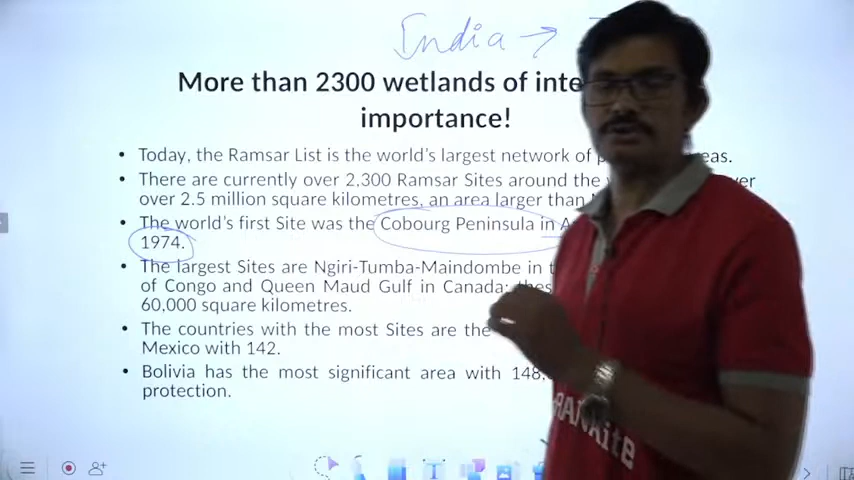 India →
More than 2300 wetlands of inte
importance!
• Today, the Ramsar List is the world's largest network of p eas.
• There are currently over 2,300 Ramsar Sites around the ver
over 2.5 million square kilometres, an area larger than
• The world's first Site was the Cobourg Peninsula in A
1974.
• The largest Sites are Ngiri-Tumba-Maindombe in t
of Congo and Queen Maud Gulf in Canada; thes
60,000 square kilometres.
• The countries with the most Sites are the
Mexico with 142.
• Bolivia has the most significant area with 148,
protection.